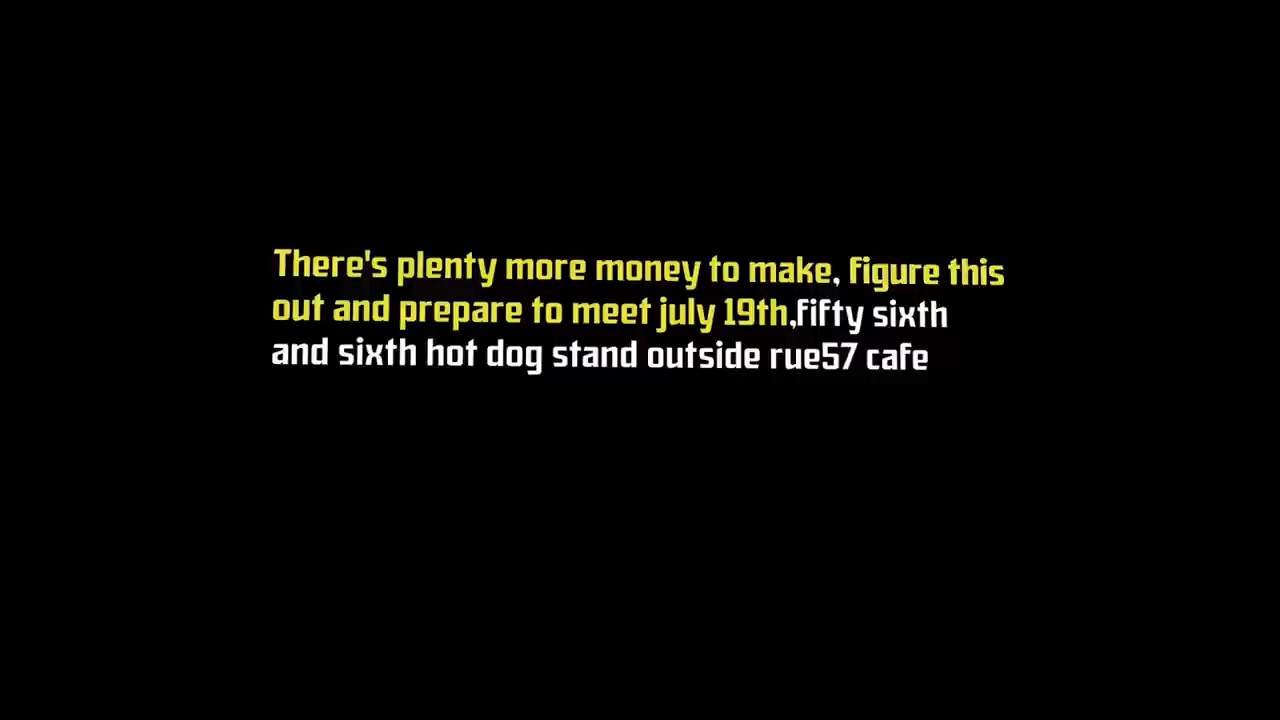 There's plenty more money to make, figure this
out and prepare to meet july 19th,fifty sixth
and sixth hot dog stand outside rue57 cafe